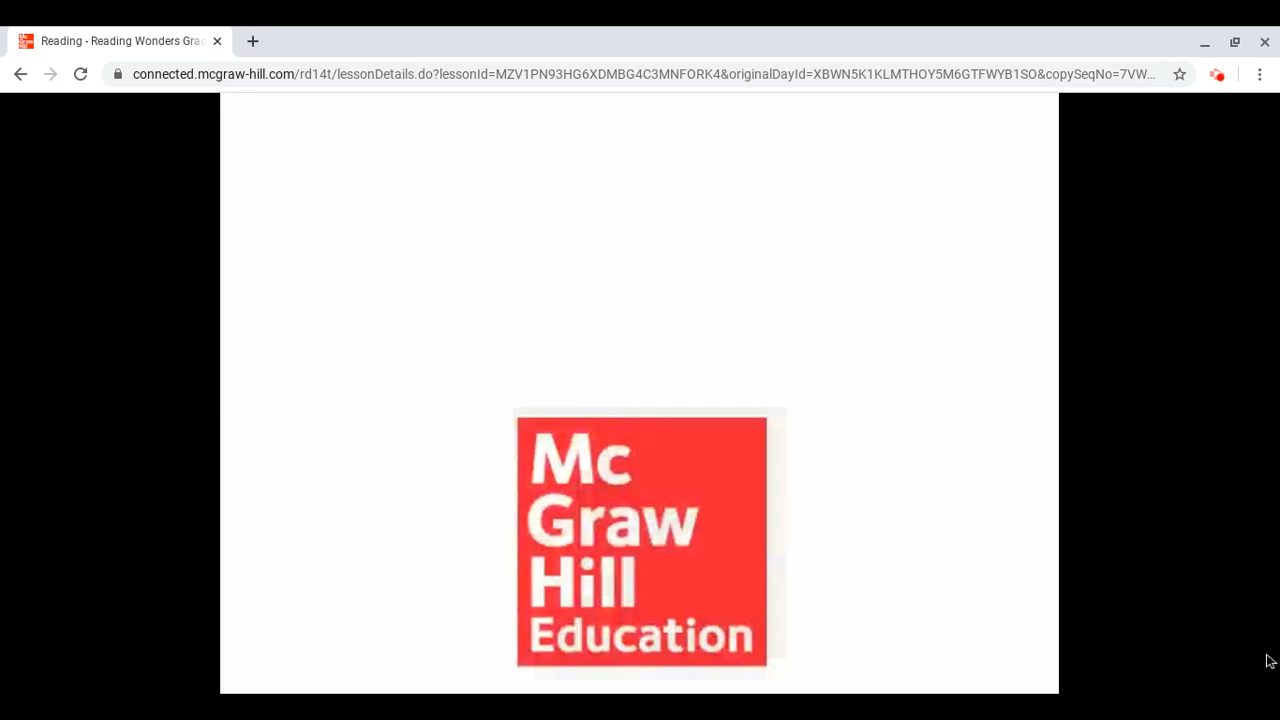 Reading - Reading Wonders Gra
connected.mcgraw-hill.com/rd14t/lessonDetails.do?lessonId=MZV1PN93HG6XDMBG4C3MNFORK4&originalDayId=XBWN5K1KLMTHOY5M6GTFWYB1SO&copySeqNo=7VW...
Mc
Graw
Hill
Education